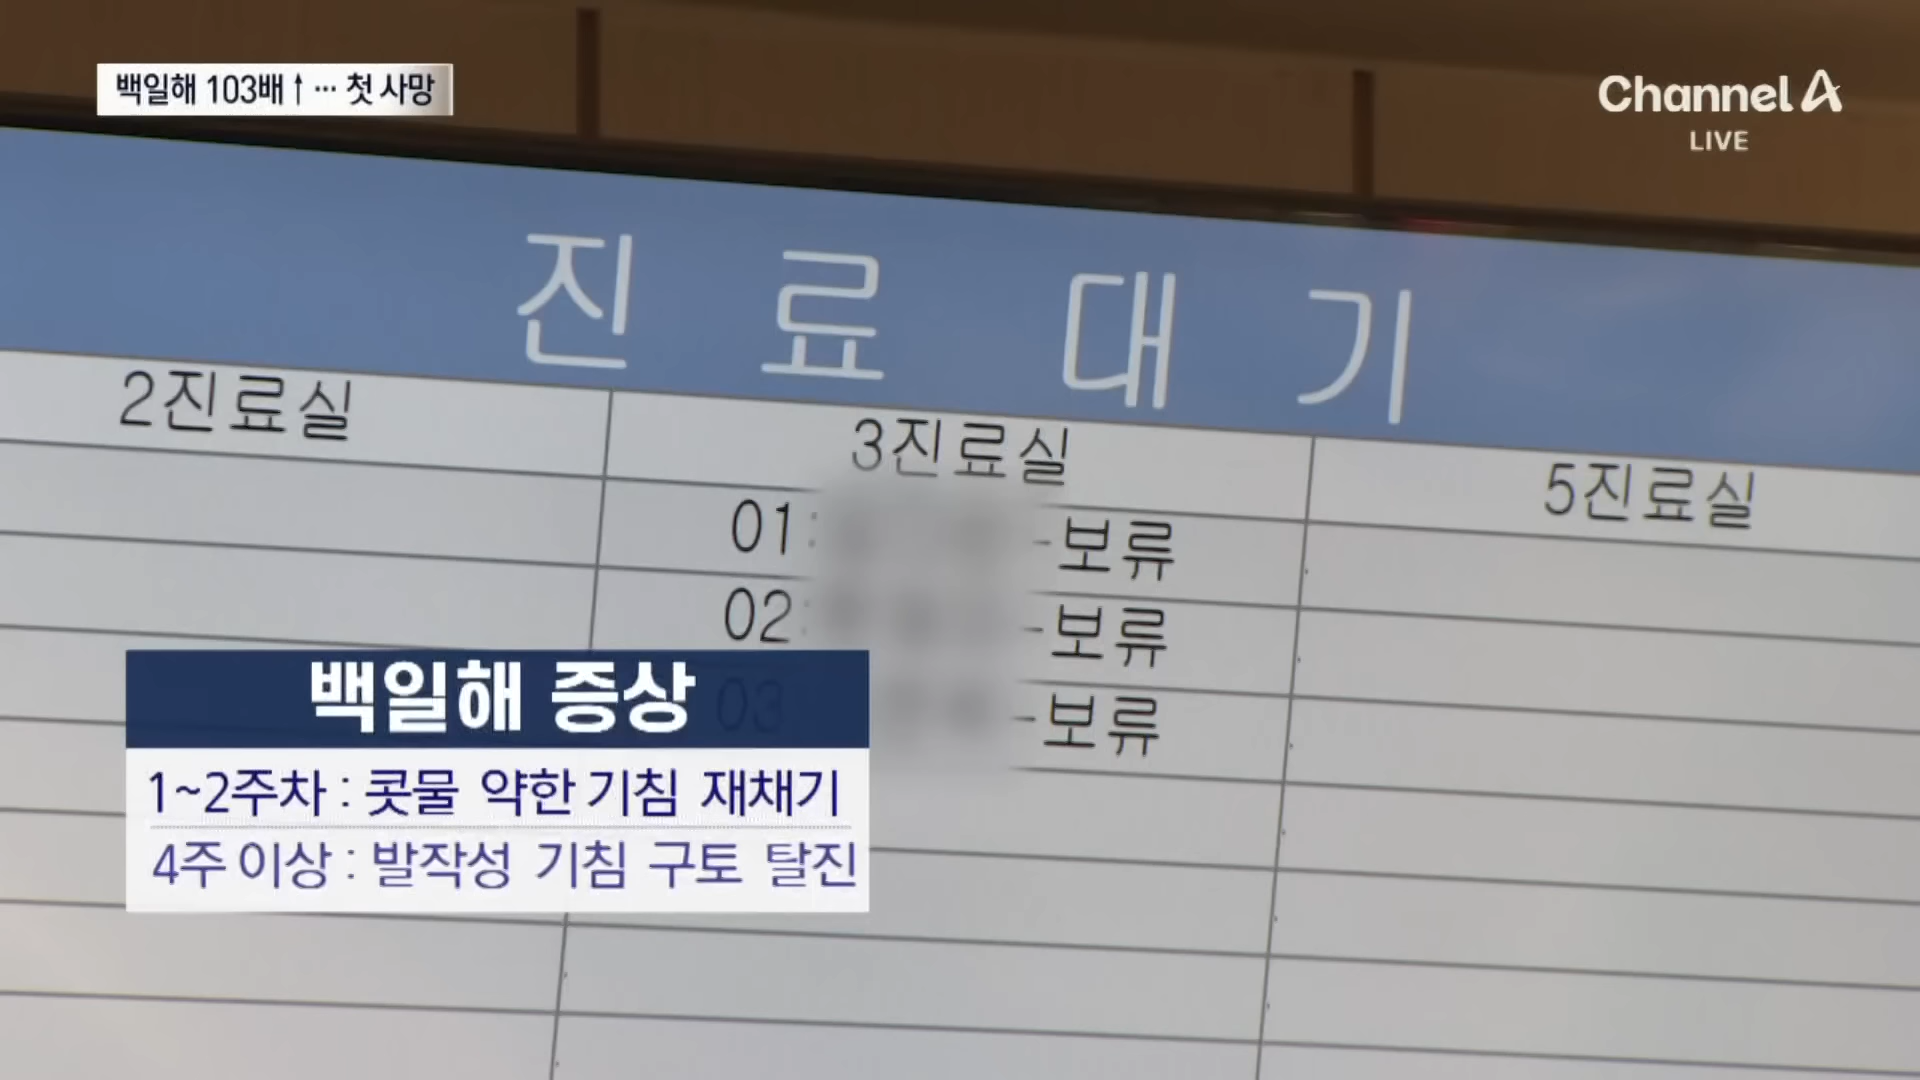 백일해 103배↑… 첫 사망
Channel A
LIVE
진 료 대 기
2진료실
3진료실
5진료실
01: -보류
02: -보류
03 -보류
백일해 증상
1~2주차 : 콧물 약한 기침 재채기
4주 이상 : 발작성 기침 구토 탈진